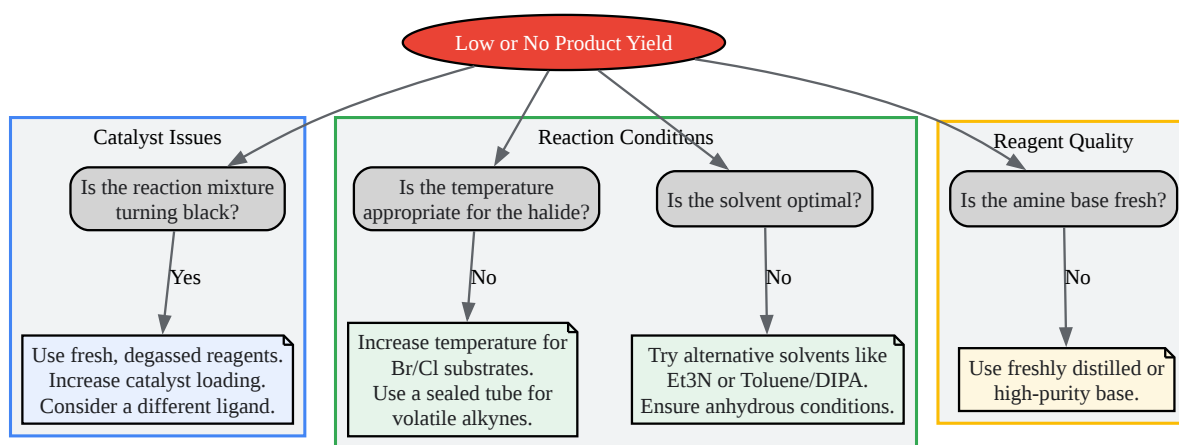 Low or No Product Yield
Catalyst Issues
Is the reaction mixture
turning black?
Yes
Use fresh, degassed reagents.
Increase catalyst loading.
Consider a different ligand.
Reaction Conditions
Is the temperature
appropriate for the halide?
No
Increase temperature for
Br/Cl substrates.
Use a sealed tube for
volatile alkynes.
Is the solvent optimal?
No
Try alternative solvents like
Et3N or Toluene/DIPA.
Ensure anhydrous conditions.
Reagent Quality
Is the amine base fresh?
No
Use freshly distilled or
high-purity base.